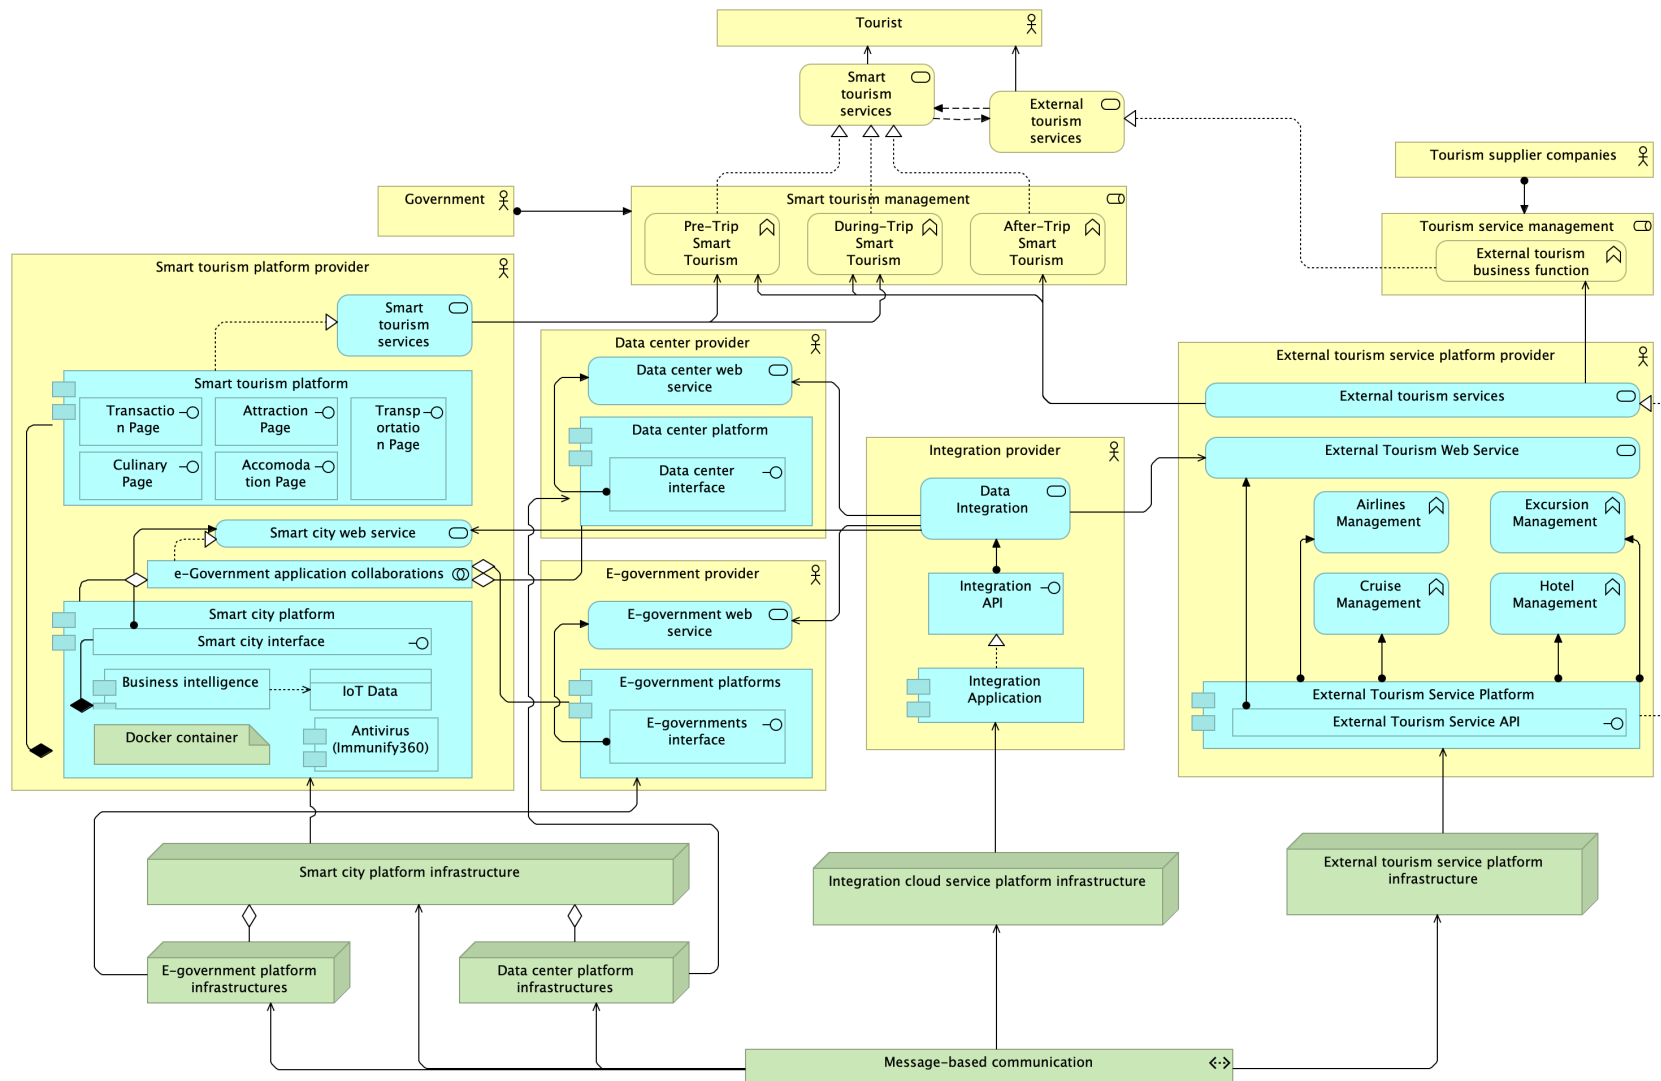 Tourist
Smart
tourism
services
External
tourism
services
Tourism supplier companies
Government
Smart tourism management
Pre-Trip
Smart
Tourism
During-Trip
Smart
Tourism
After-Trip
Smart
Tourism
Tourism service management
External tourism
business function
Smart tourism platform provider
Smart
tourism
services
Smart tourism platform
Transactio
n Page
Attraction
Page
Transp
ortatio
n Page
Culinary
Page
Accomoda
tion Page
Smart city web service
e-Government application collaborations
Smart city platform
Smart city interface
Business intelligence
IoT Data
Docker container
Antivirus
(Immunify360)
Data center provider
Data center web
service
Data center platform
Data center
interface
E-government provider
E-government web
service
E-government platforms
E-governments
interface
Integration provider
Data
Integration
Integration
API
Integration
Application
External tourism service platform provider
External tourism services
External Tourism Web Service
Airlines
Management
Excursion
Management
Cruise
Management
Hotel
Management
External Tourism Service Platform
External Tourism Service API
Smart city platform infrastructure
Integration cloud service platform infrastructure
External tourism service platform
infrastructure
E-government platform
infrastructures
Data center platform
infrastructures
Message-based communication